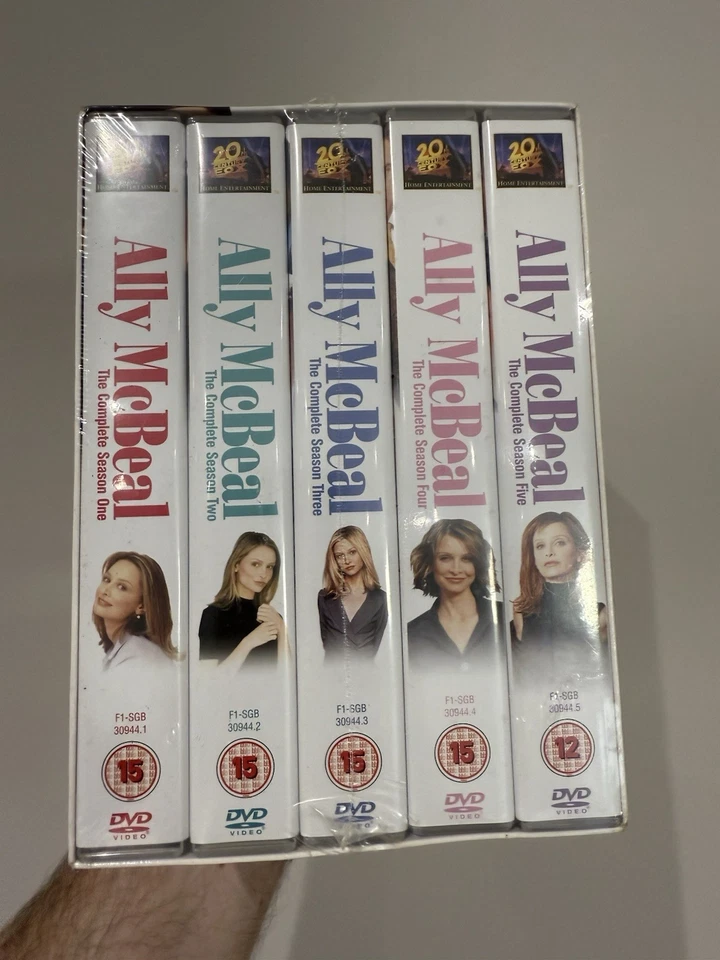 20th
CENTURY
FOX
HOME ENTERTAINMENT
Ally McBeal
The Complete Season One
F1-SGB
30944.1
15
DVD
VIDEO
20th
CENTURY
FOX
HOME ENTERTAINMENT
Ally McBeal
The Complete Season Two
F1-SGB
30944.2
15
DVD
VIDEO
20th
CENTURY
FOX
HOME ENTERTAINMENT
Ally McBeal
The Complete Season Three
F1-SGB
30944.3
15
DVD
VIDEO
20th
CENTURY
FOX
HOME ENTERTAINMENT
Ally McBeal
The Complete Season Four
F1-SGB
30944.4
15
DVD
VIDEO
20th
CENTURY
FOX
HOME ENTERTAINMENT
Ally McBeal
The Complete Season Five
F1-SGB
30944.5
12
DVD
VIDEO